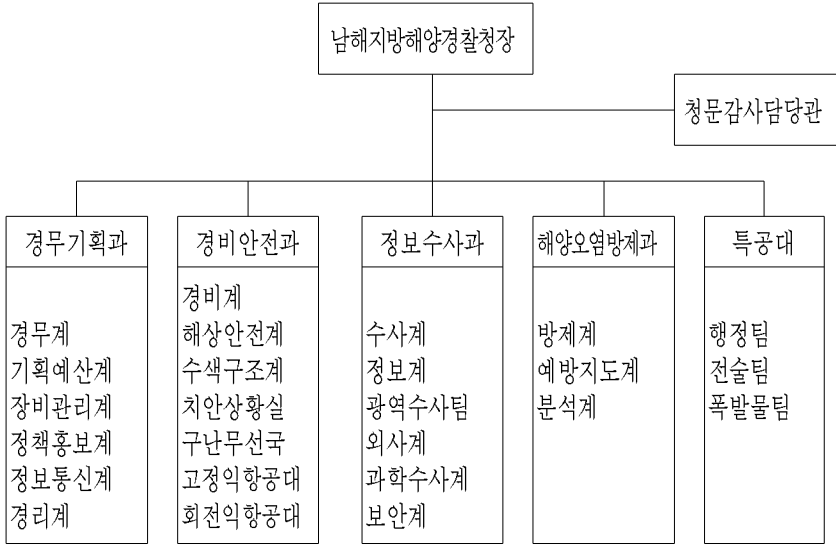 남해지방해양경찰청장
청문감사담당관
경무기획과
경무계
기획예산계
장비관리계
정책홍보계
정보통신계
경리계
경비안전과
경비계
해상안전계
수색구조계
치안상황실
구난무선국
고정익항공대
회전익항공대
정보수사과
수사계
정보계
광역수사팀
외사계
과학수사계
보안계
해양오염방제과
방제계
예방지도계
분석계
특공대
행정팀
전술팀
폭발물팀